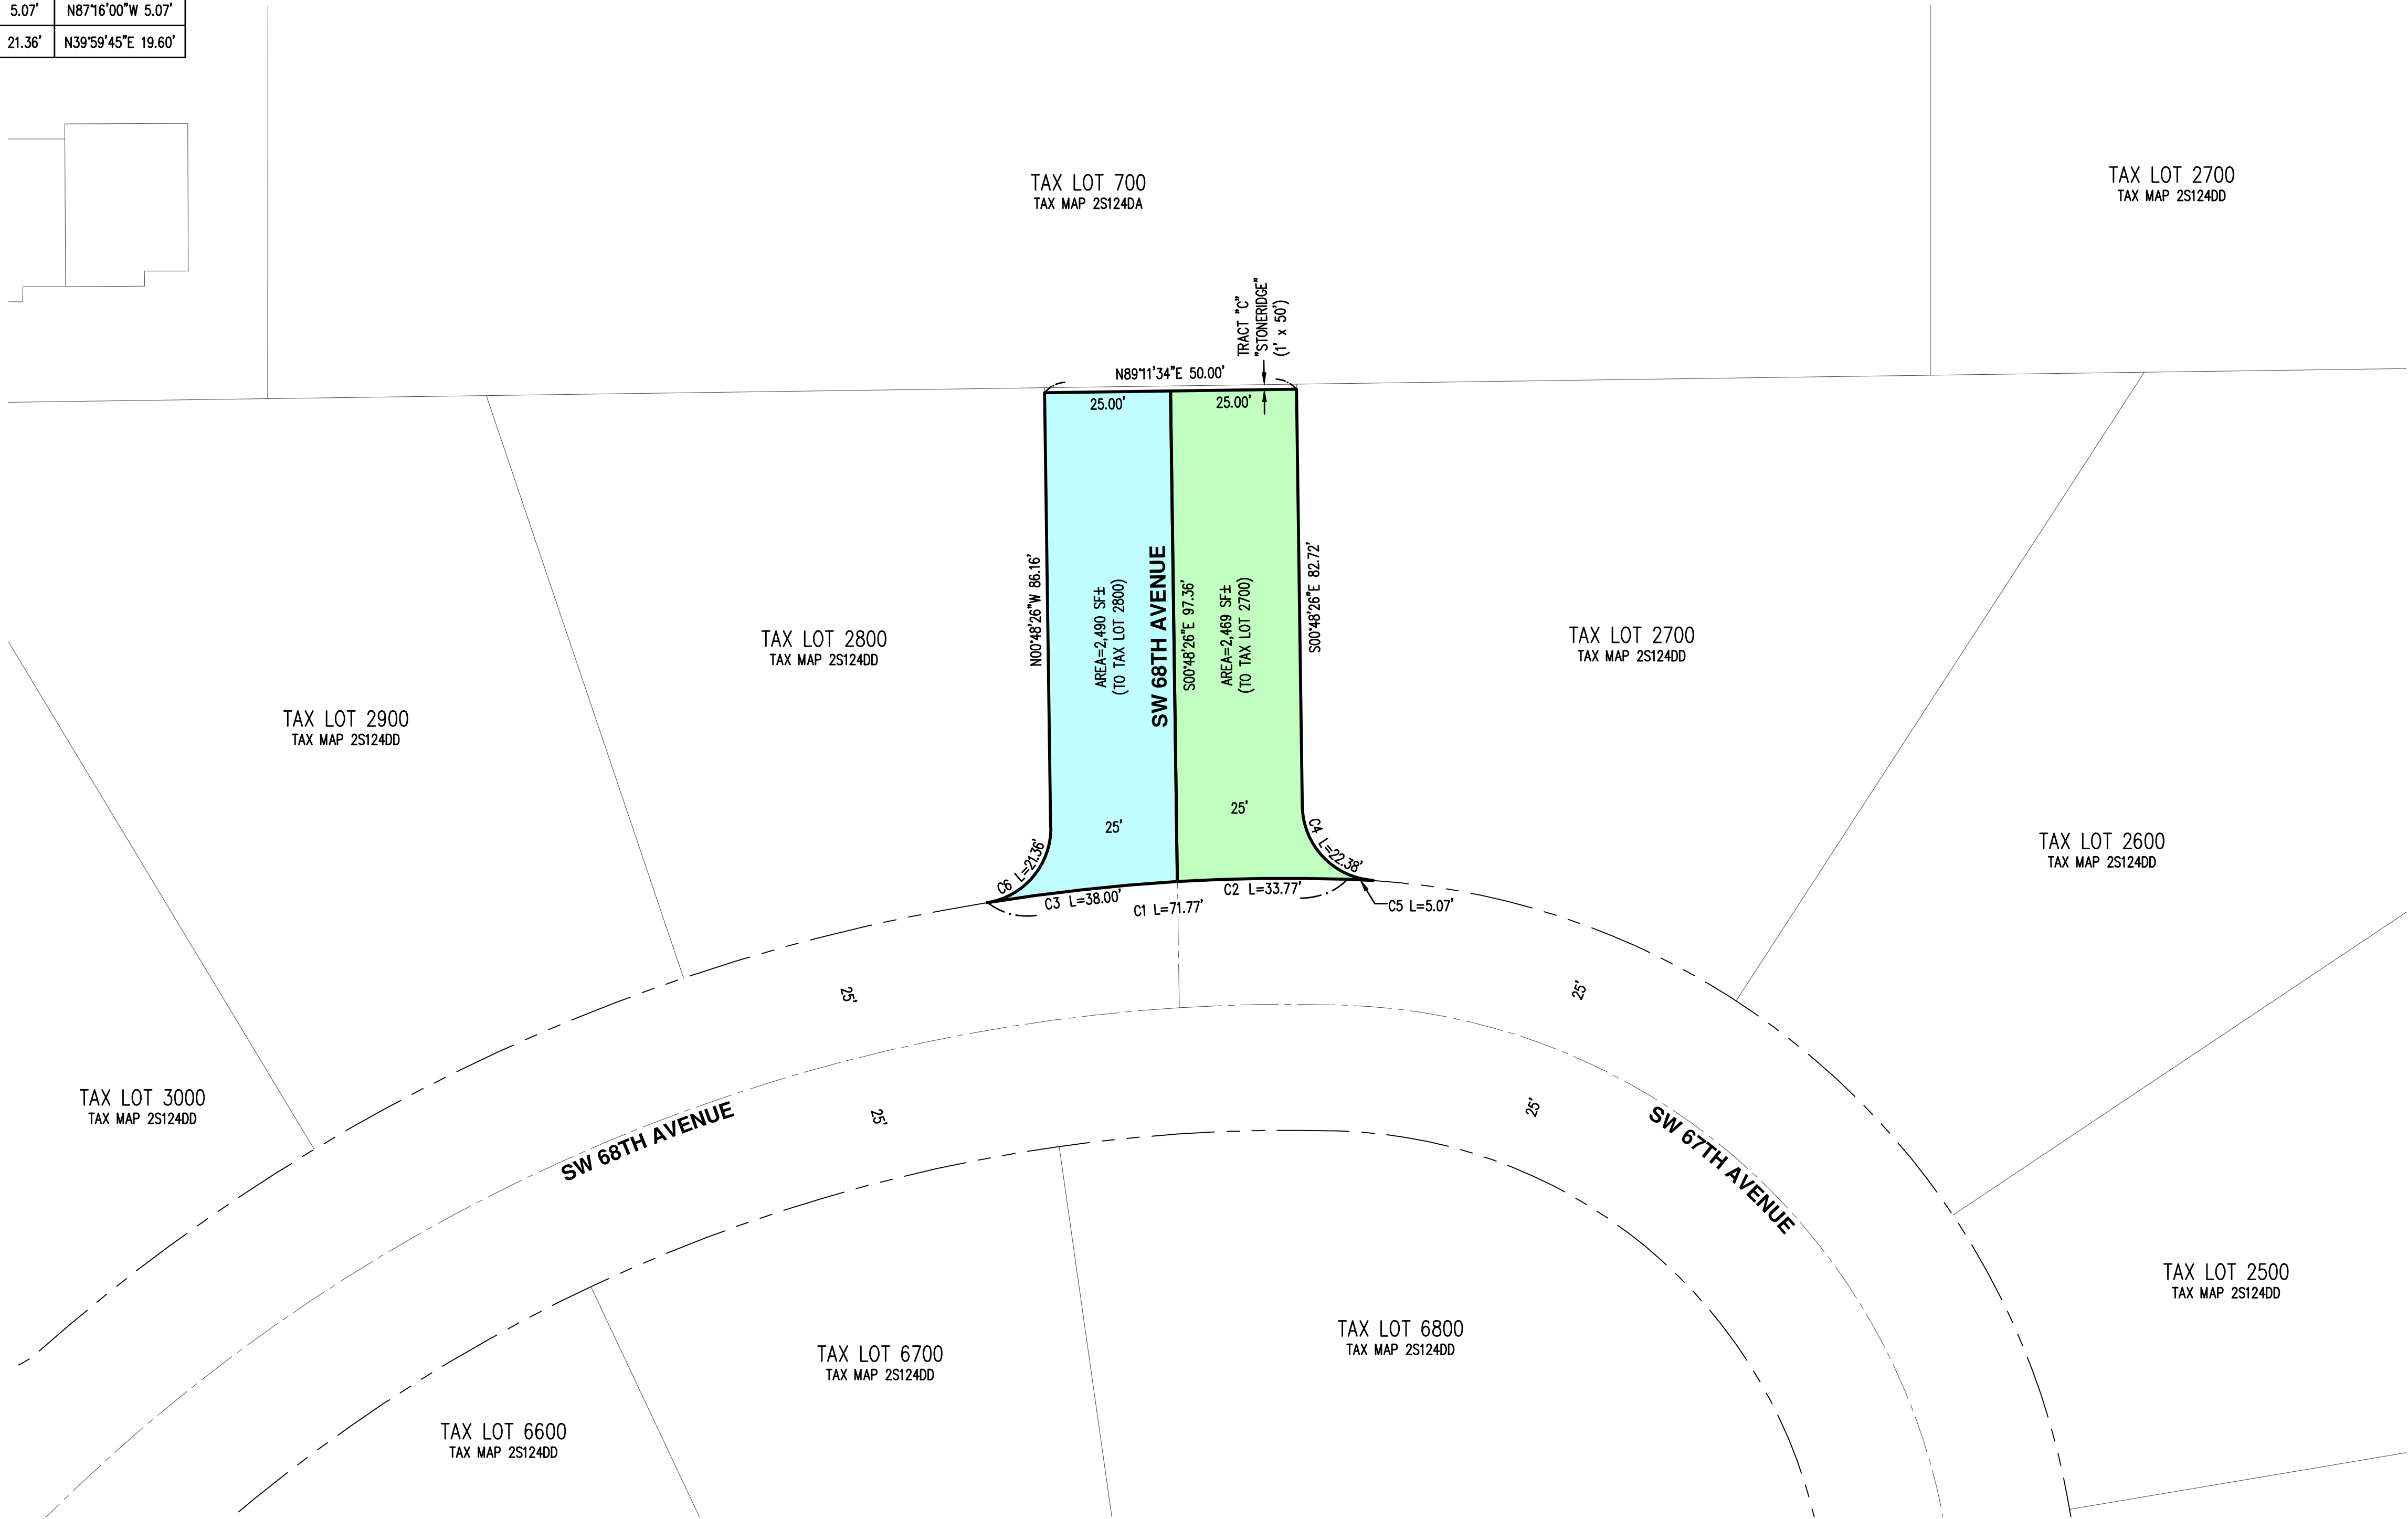 5.07' N87°16'00"W 5.07'
21.36' N39°59'45"E 19.60'
TAX LOT 700
TAX MAP 2S124DA
TAX LOT 2700
TAX MAP 2S124DD
TRACT "C"
"STONERIDGE"
(1' x 50')
N89°11'34"E 50.00'
25.00'
25.00'
N00°48'26"W 86.16'
AREA=2,490 SF±
(TO TAX LOT 2800)
SW 68TH AVENUE
S00°48'26"E 97.36'
AREA=2,469 SF±
(TO TAX LOT 2700)
S00°48'26"E 82.72'
TAX LOT 2800
TAX MAP 2S124DD
TAX LOT 2700
TAX MAP 2S124DD
TAX LOT 2900
TAX MAP 2S124DD
25'
25'
C6 L=21.36'
C4 L=22.38'
C3 L=38.00'
C1 L=71.77'
C2 L=33.77'
C5 L=5.07'
TAX LOT 2600
TAX MAP 2S124DD
25'
25'
TAX LOT 3000
TAX MAP 2S124DD
SW 68TH AVENUE
25'
25'
SW 67TH AVENUE
TAX LOT 2500
TAX MAP 2S124DD
TAX LOT 6700
TAX MAP 2S124DD
TAX LOT 6800
TAX MAP 2S124DD
TAX LOT 6600
TAX MAP 2S124DD